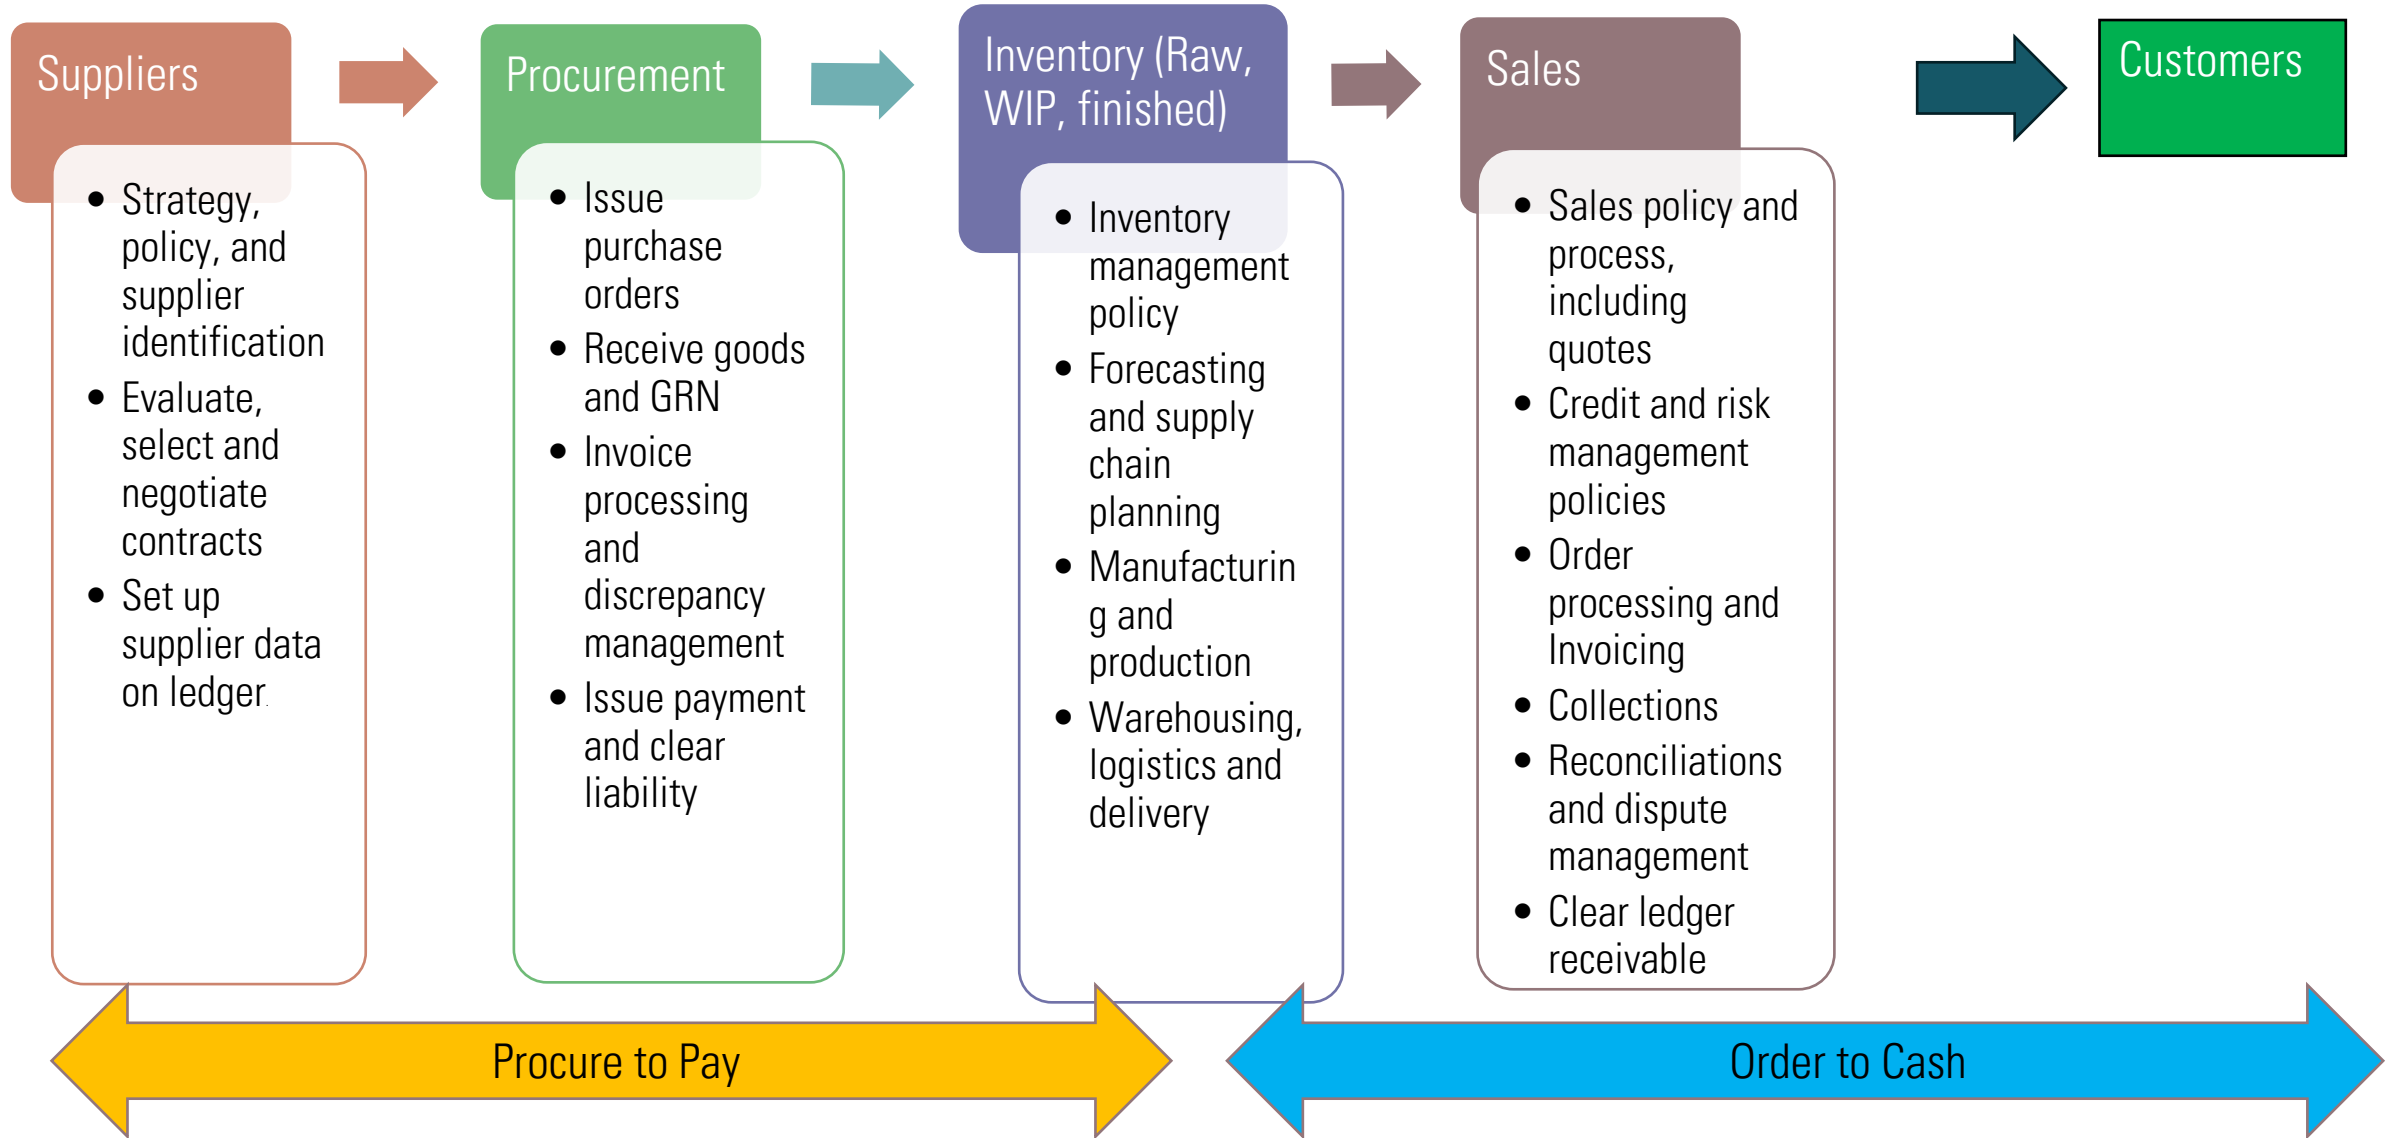 Suppliers
• Strategy,
policy, and
supplier
identification
• Evaluate,
select and
negotiate
contracts
• Set up
supplier data
on ledger.
Procurement
• Issue
purchase
orders
• Receive goods
and GRN
• Invoice
processing
and
discrepancy
management
• Issue payment
and clear
liability
Inventory (Raw,
WIP, finished)
• Inventory
management
policy
• Forecasting
and supply
chain
planning
• Manufacturin
g and
production
• Warehousing,
logistics and
delivery
Sales
• Sales policy and
process,
including
quotes
• Credit and risk
management
policies
• Order
processing and
Invoicing
• Collections
• Reconciliations
and dispute
management
• Clear ledger
receivable
Customers
Procure to Pay
Order to Cash